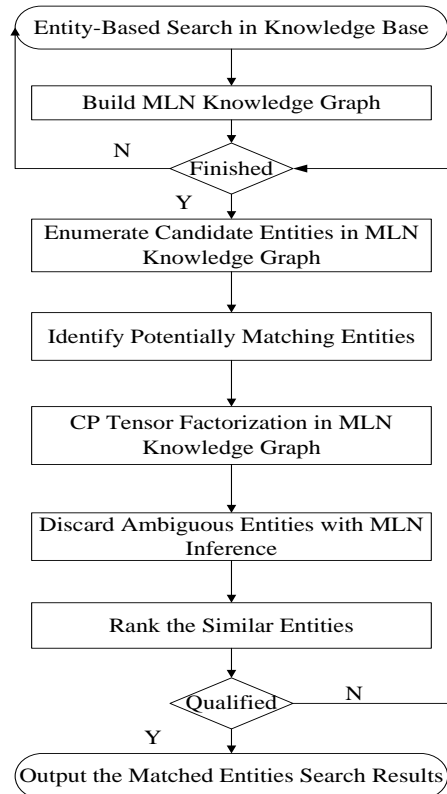 Entity-Based Search in Knowledge Base
Build MLN Knowledge Graph
N
Finished
Y
Enumerate Candidate Entities in MLN
Knowledge Graph
Identify Potentially Matching Entities
CP Tensor Factorization in MLN
Knowledge Graph
Discard Ambiguous Entities with MLN
Inference
Rank the Similar Entities
Qualified
N
Y
Output the Matched Entities Search Results